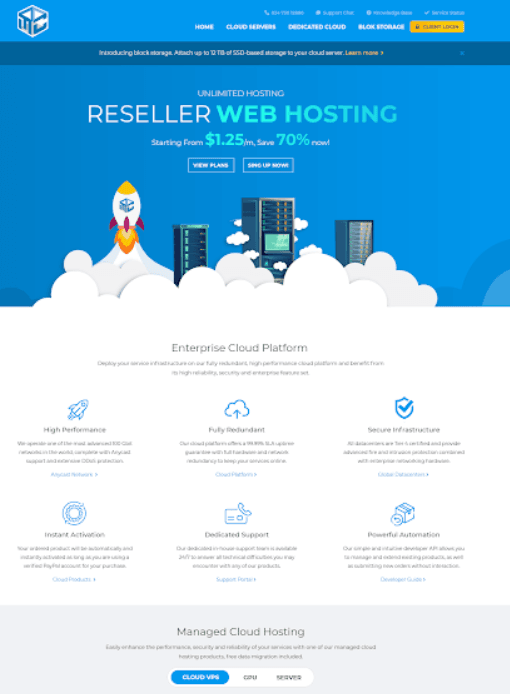 Support Chat Knowledge Base Service Status
HOME CLOUD SERVERS DEDICATED CLOUD BLOK STORAGE CLIENT LOGIN
Introducing block storage. Attach up to 12 TB of SSD-based storage to your cloud server. Learn more >
UNLIMITED HOSTING
RESELLER WEB HOSTING
Starting From $1.25/m, Save 70% now!
VIEW PLANS SING UP NOW!
Enterprise Cloud Platform
Deploy your service infrastructure on our fully redundant, high performance cloud platform and benefit from
its high reliability, security and enterprise feature set.
High Performance Fully Redundant Secure Infrastructure
We operate one of the most advanced 100 Gbit
networks in the world, complete with Anycast
support and extensive DDoS protection.
Anycast Network >
Our cloud platform offers a 99.99% SLA uptime
guarantee with full hardware and network
redundancy to keep your services online.
Cloud Platform >
All datacenters are Tier 4 certified and provide
advanced fire and intrusion protection combined
with enterprise networking hardware.
Global Datacenters >
Instant Activation Dedicated Support Powerful Automation
Your ordered product will be automatically and
instantly activated as long as you are using a
verified PayPal account for your purchase.
Cloud Products >
Our dedicated in-house support team is available
24/7 to answer all technical difficulties you may
encounter with any of our products.
Support Portal >
Our simple and intuitive developer API allows you
to manage and extend existing products, as well
as submitting new orders without interaction.
Developer Guide >
Managed Cloud Hosting
Easily enhance the performance, security and reliability of your services with one of our managed cloud
hosting products, free data migration included.
CLOUD VPS GPU SERVER